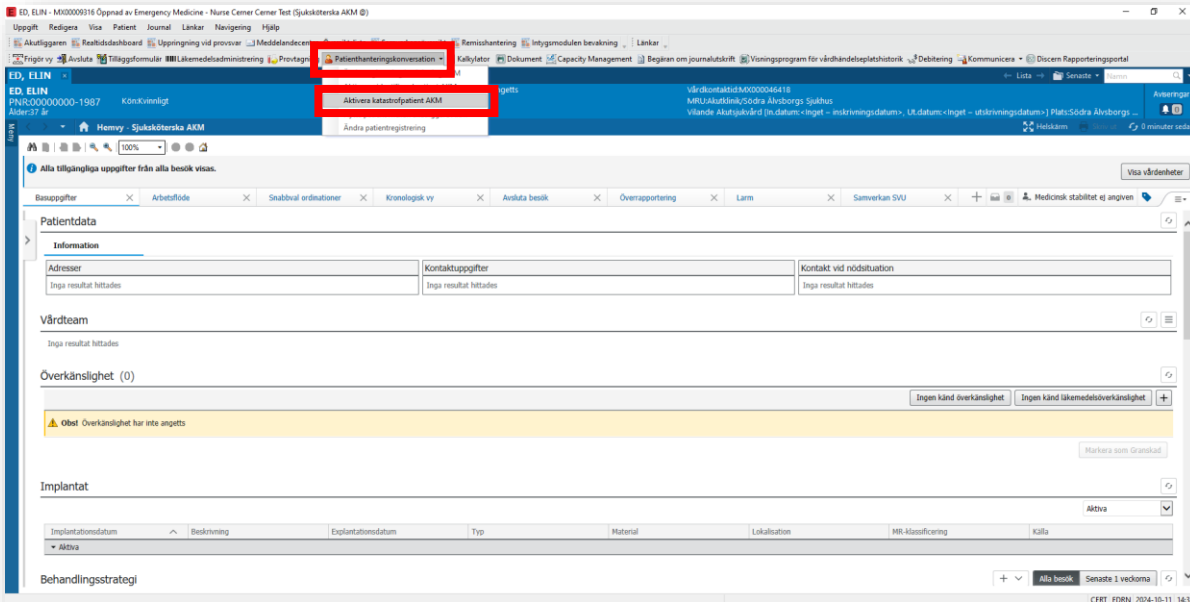 ED, ELIN - MX00009316 Öppnad av Emergency Medicine - Nurse Cerner Cerner Test (Sjuksköterska AKM @)
Uppgift Redigera Visa Patient Journal Länkar Navigering Hjälp
Akutliggaren Realtidsdashboard Uppringning vid provsvar Meddelandecent Remisshantering Intygsmodulen bevakning Länkar
Frigör vy Avsluta Tilläggsformulär Läkemedelsadministrering Provtagning Patienthanteringskonversation Kalkylator Dokument Capacity Management Begäran om journalutskrift Visningsprogram för vårdhändelseplatshistorik Debitering Kommunicera Discern Rapporteringsportal
ED, ELIN Lista Senaste Namn
ED, ELIN angetts Vårdkontaktid:MX000046418
PNR:00000000-1987 Kön:Kvinnligt MRU:Akutklinik/Södra Älvsborgs Sjukhus Aviseringar
Ålder:37 år Vilande Akutsjukvård [In.datum:<Inget – inskrivningsdatum>, Ut.datum:<Inget – utskrivningsdatum>] Plats:Södra Älvsborgs ... 0
Aktivera katastrofpatient AKM
Ändra patientregistrering
Meny Hemvy - Sjuksköterska AKM Helskärm 0 minuter seda
100%
Alla tillgängliga uppgifter från alla besök visas. Visa vårdenheter
Basuppgifter Arbetsflöde Snabbval ordinationer Kronologisk vy Avsluta besök Överrapportering Larm Samverkan SVU 0 Medicinsk stabilitet ej angiven
Patientdata
Information
Adresser Kontaktuppgifter Kontakt vid nödsituation
Inga resultat hittades Inga resultat hittades Inga resultat hittades
Vårdteam
Inga resultat hittades
Överkänslighet (0)
Ingen känd överkänslighet Ingen känd läkemedelsöverkänslighet
Obs! Överkänslighet har inte angetts
Markera som Granskad
Implantat
Aktiva
Implantationsdatum Beskrivning Explantationsdatum Typ Material Lokalisation MR-klassificering Källa
Aktiva
Behandlingsstrategi Alla besök Senaste 1 veckorna
CERT EDRN 2024-10-11 14:3